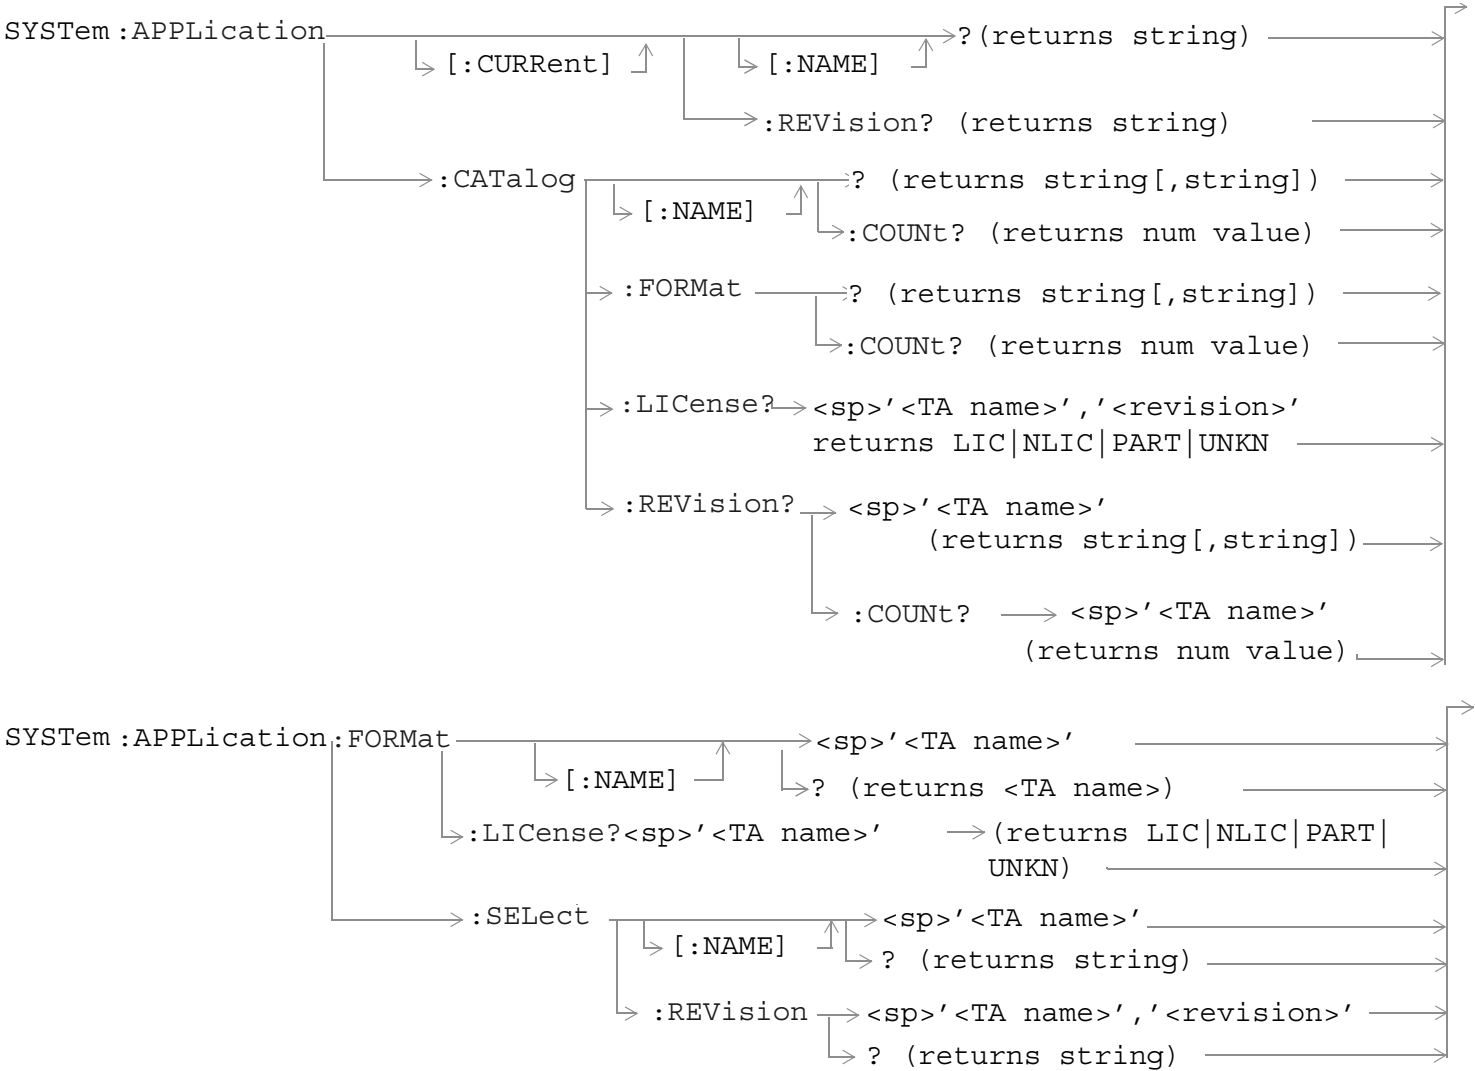 SYSTem :APPLication ?(returns string)
[:CURRent] [:NAME]
:REVision? (returns string)
:CATalog ? (returns string[,string])
[:NAME]
:COUNt? (returns num value)
:FORMat ? (returns string[,string])
:COUNt? (returns num value)
:LICense? <sp>’<TA name>’,’<revision>’
returns LIC|NLIC|PART|UNKN
:REVision? <sp>’<TA name>’
(returns string[,string])
:COUNt? <sp>’<TA name>’
(returns num value)
SYSTem :APPLication:FORMat <sp>’<TA name>’
[:NAME] ? (returns <TA name>)
:LICense?<sp>’<TA name>’ (returns LIC|NLIC|PART|
UNKN)
:SELect <sp>’<TA name>’
[:NAME] ? (returns string)
:REVision <sp>’<TA name>’,’<revision>’
? (returns string)